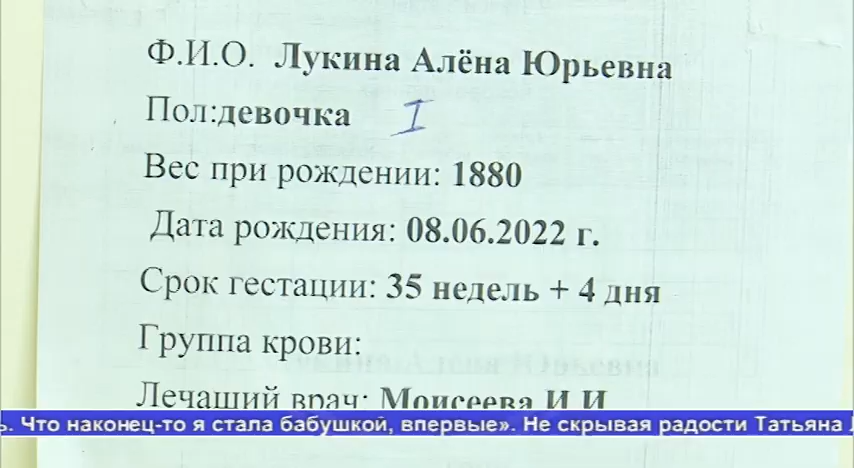 Ф.И.О. Лукина Алёна Юрьевна
Пол:девочка I
Вес при рождении: 1880
Дата рождения: 08.06.2022 г.
Срок гестации: 35 недель + 4 дня
Группа крови:
Лечащий врач: Моисеева И.И
. Что наконец-то я стала бабушкой, впервые». Не скрывая радости Татьяна